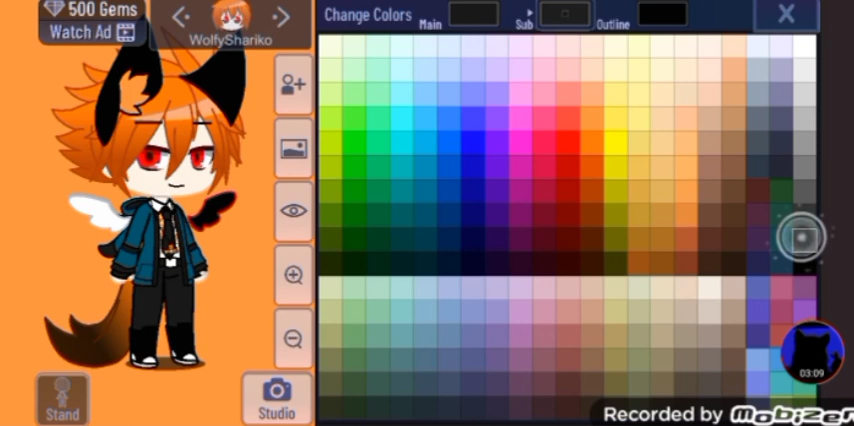 500 Gems
Watch Ad
WolfyShariko
Change Colors
Main
Sub
Outline
X
Stand
Studio
03:09
Recorded by Mobizen